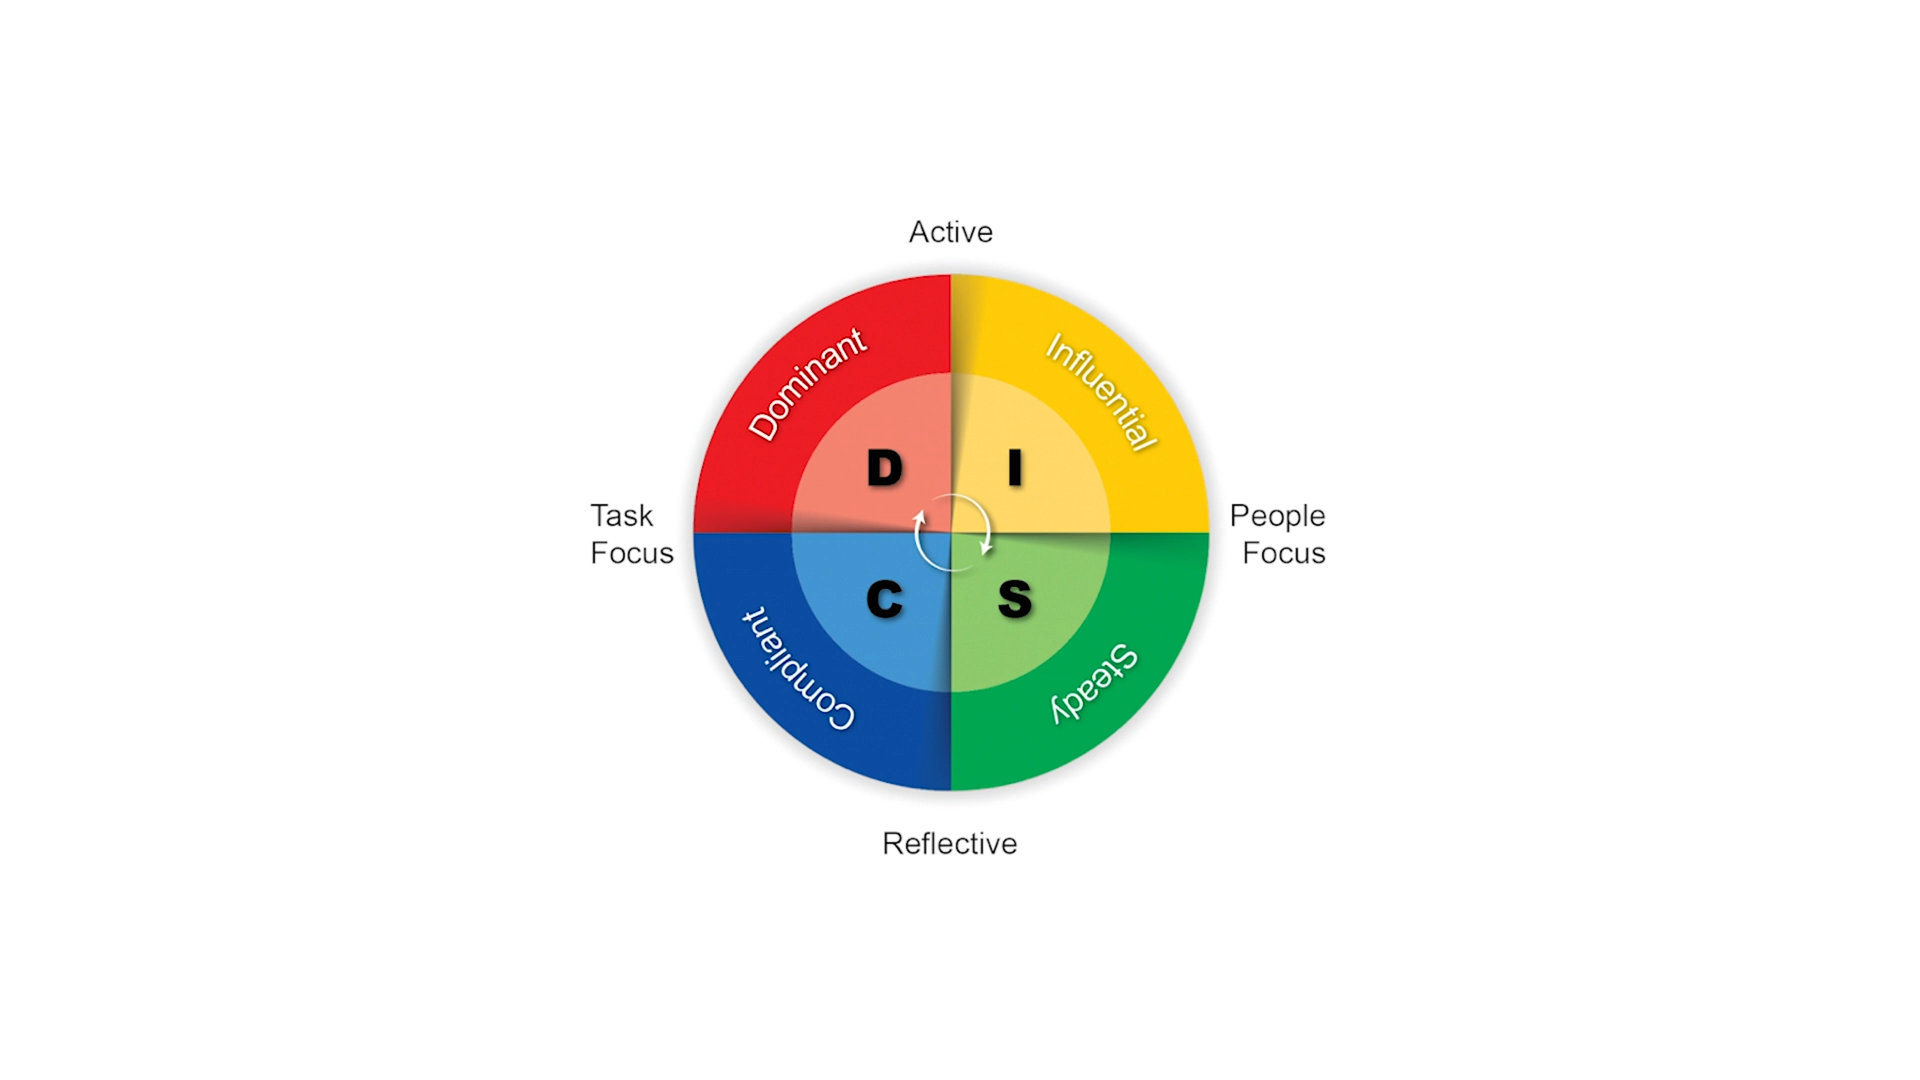 Active
Dominant
Influential
D
I
Task
Focus
People
Focus
C
S
Compliant
Steady
Reflective